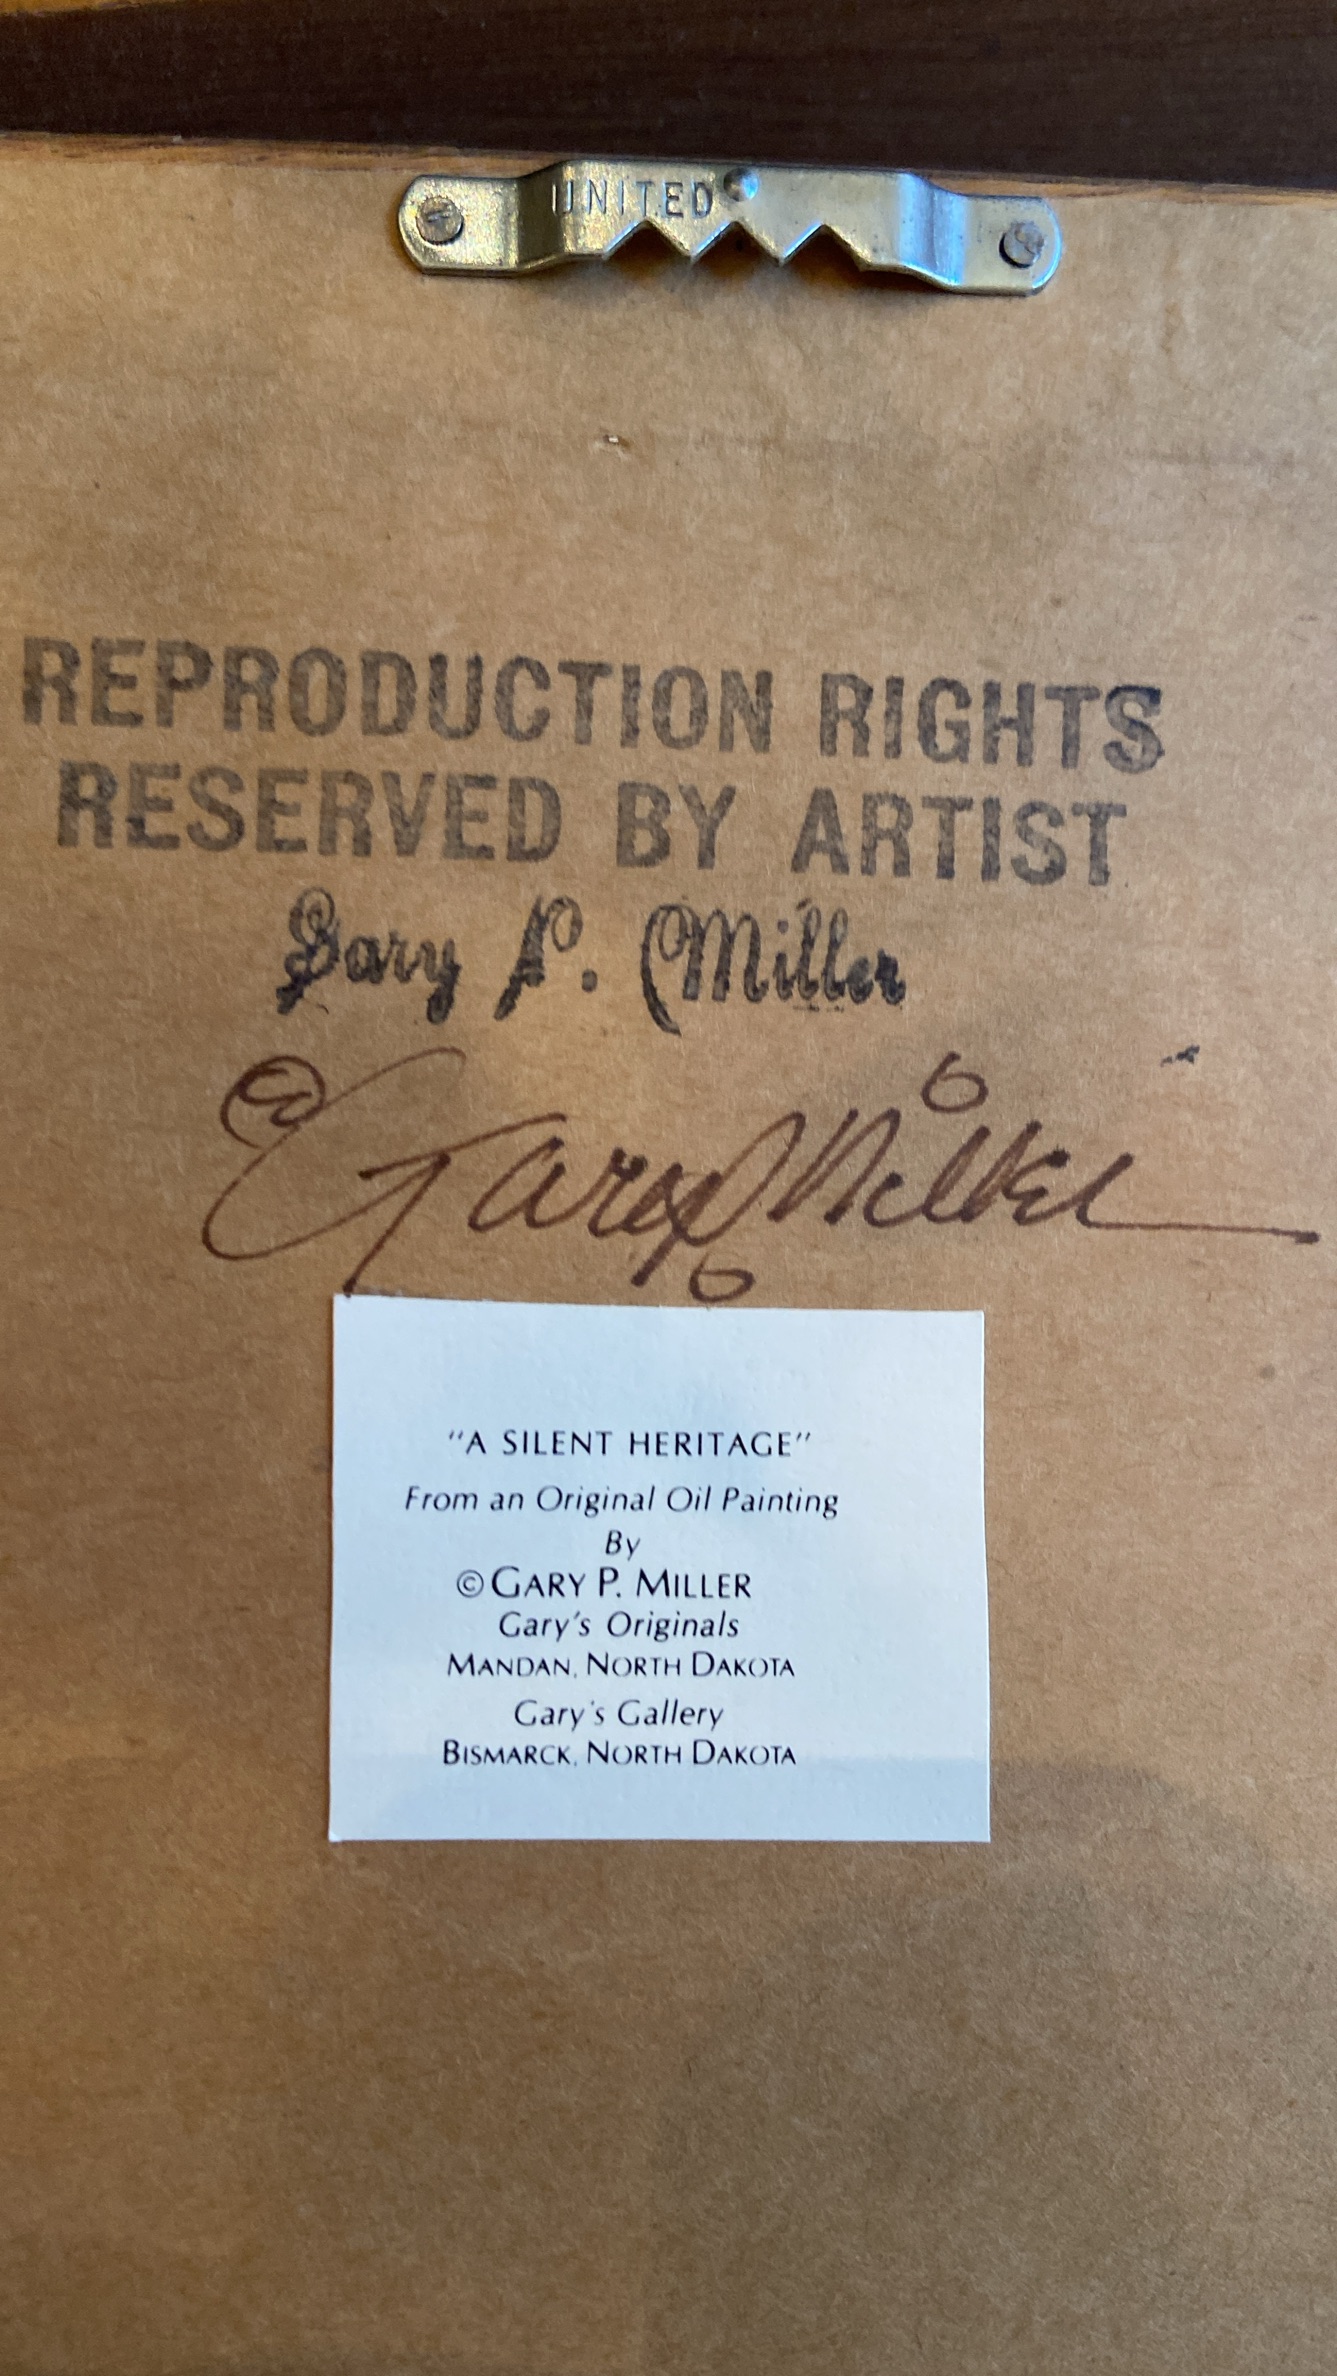 UNITED
REPRODUCTION RIGHTS
RESERVED BY ARTIST
Gary P. Miller
Gary P Miller
"A SILENT HERITAGE"
From an Original Oil Painting
By
© GARY P. MILLER
Gary's Originals
MANDAN, NORTH DAKOTA
Gary's Gallery
BISMARCK, NORTH DAKOTA